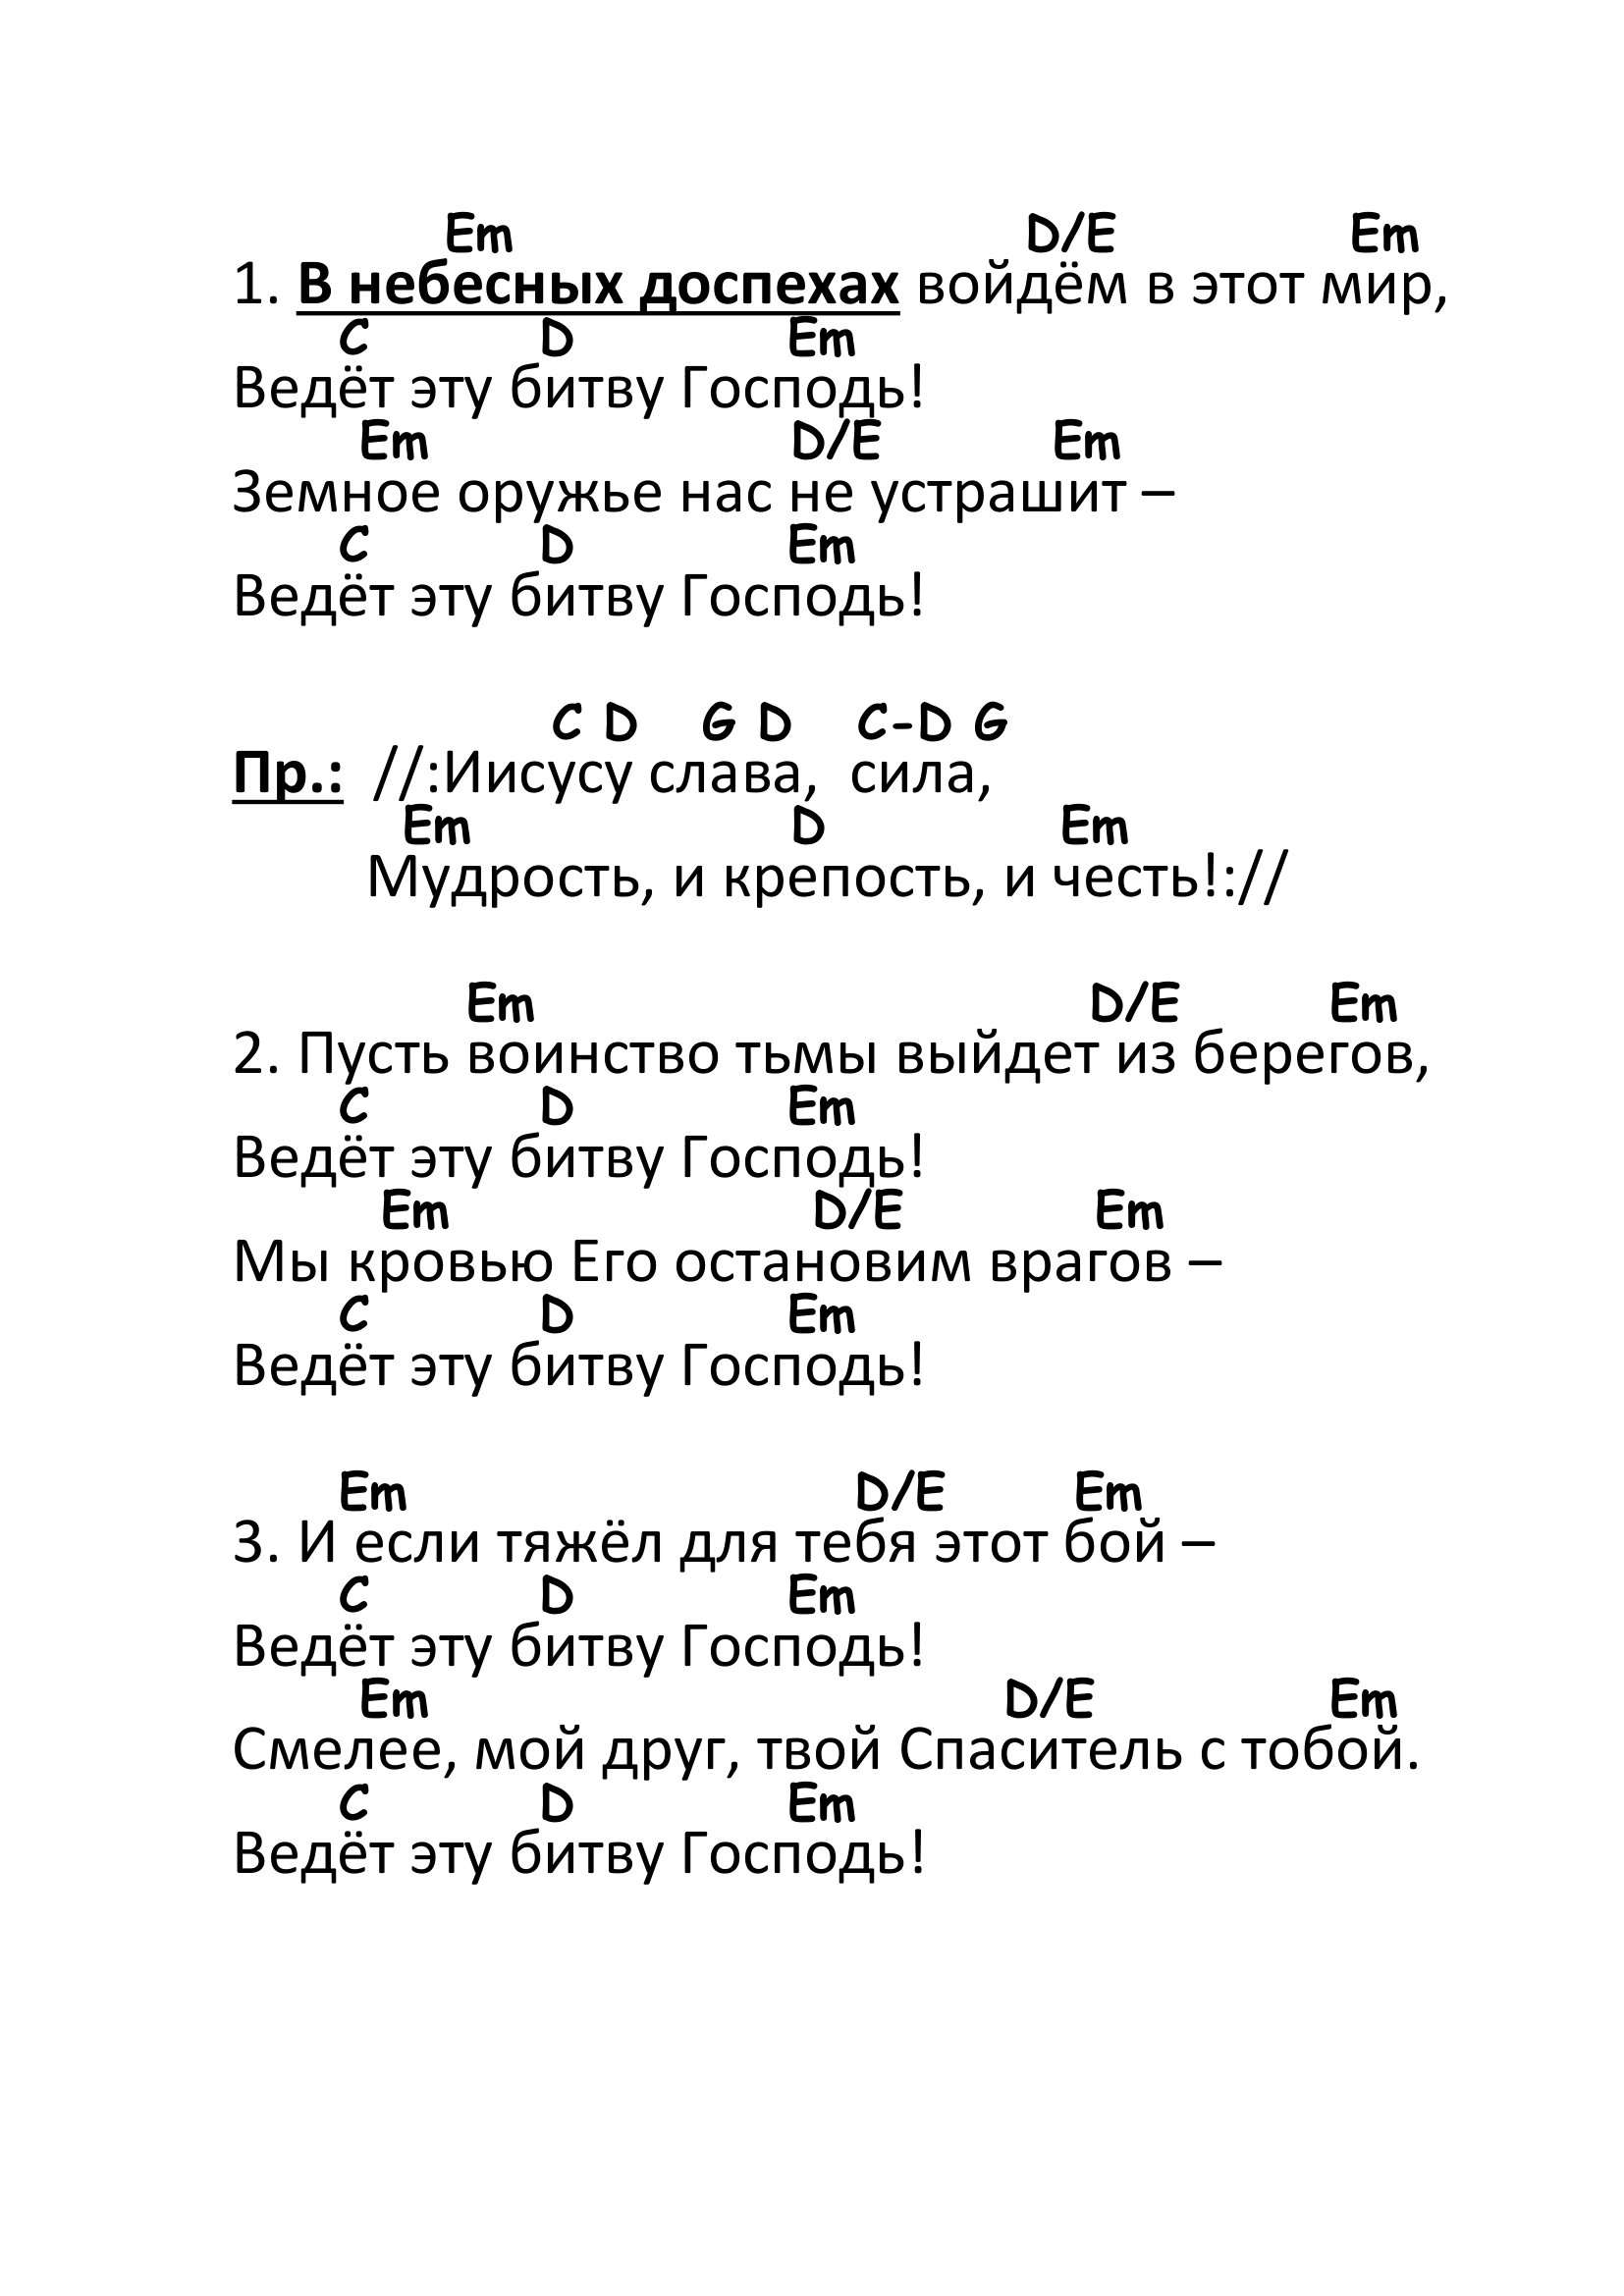 Em D/E Em
1. В небесных доспехах войдём в этот мир,
C D Em
Ведёт эту битву Господь!
Em D/E Em
Земное оружье нас не устрашит –
C D Em
Ведёт эту битву Господь!
C D G D C-D G
Пр.: //:Иисусу слава, сила,
Em D Em
Мудрость, и крепость, и честь!://
Em D/E Em
2. Пусть воинство тьмы выйдет из берегов,
C D Em
Ведёт эту битву Господь!
Em D/E Em
Мы кровью Его остановим врагов –
C D Em
Ведёт эту битву Господь!
Em D/E Em
3. И если тяжёл для тебя этот бой –
C D Em
Ведёт эту битву Господь!
Em D/E Em
Смелее, мой друг, твой Спаситель с тобой.
C D Em
Ведёт эту битву Господь!